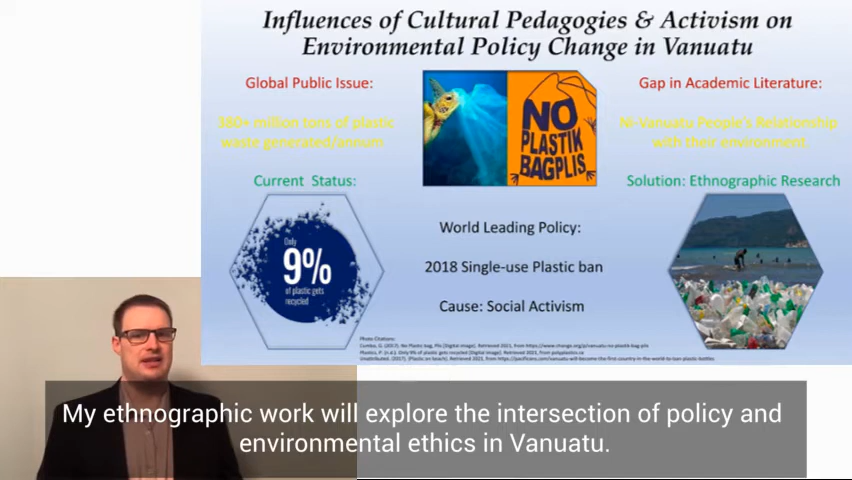 Influences of Cultural Pedagogies & Activism on
Environmental Policy Change in Vanuatu
Global Public Issue:
380+ million tons of plastic
waste generated/annum
Current Status:
Only
9%
of plastic gets
recycled
NO
PLASTIK
BAGPLIS
World Leading Policy:
2018 Single-use Plastic ban
Cause: Social Activism
Gap in Academic Literature:
Ni-Vanuatu People's Relationship
with their environment.
Solution: Ethnographic Research
Photo Citations:
My ethnographic work will explore the intersection of policy and
environmental ethics in Vanuatu.